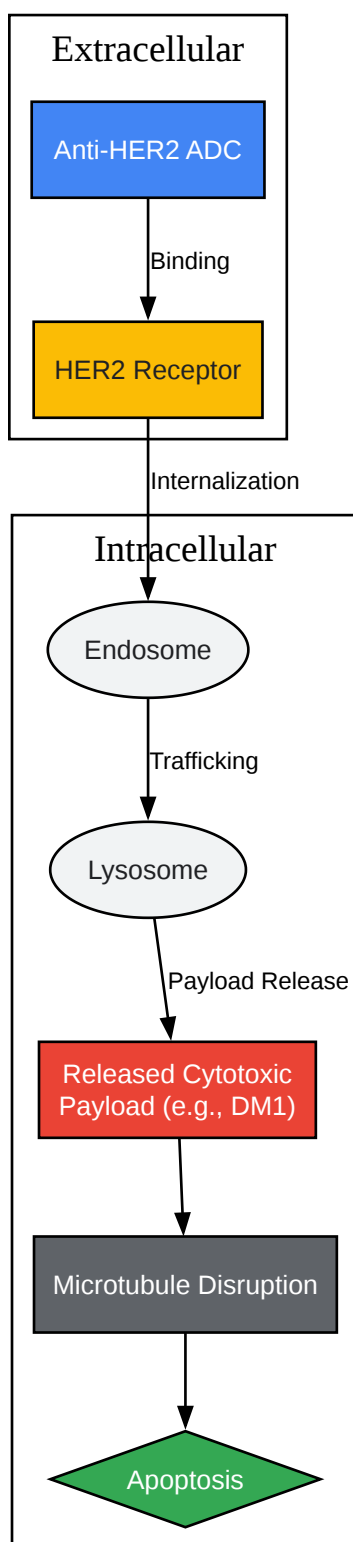 Extracellular
Anti-HER2 ADC
Binding
HER2 Receptor
Internalization
Intracellular
Endosome
Trafficking
Lysosome
Payload Release
Released Cytotoxic
Payload (e.g., DM1)
Microtubule Disruption
Apoptosis